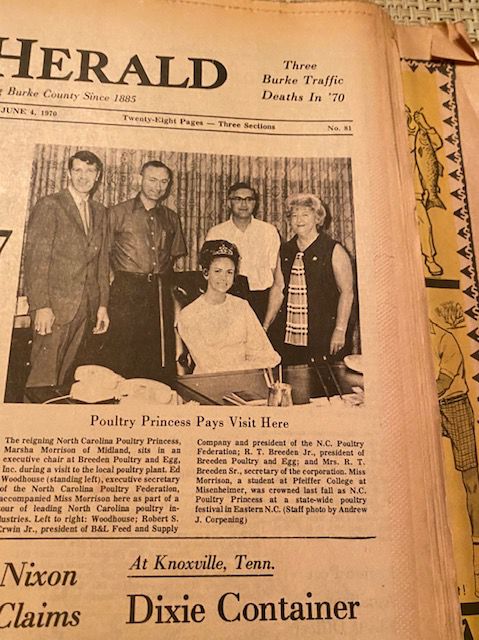 HERALD
Burke County Since 1885
Three
Burke Traffic
Deaths In '70
JUNE 4, 1970
Twenty-Eight Pages — Three Sections
No. 81
Poultry Princess Pays Visit Here
The reigning North Carolina Poultry Princess,
Marsha Morrison of Midland, sits in an
executive chair at Breeden Poultry and Egg,
Inc. during a visit to the local poultry plant. Ed
Woodhouse (standing left), executive secretary
of the North Carolina Poultry Federation,
accompanied Miss Morrison here as part of a
tour of leading North Carolina poultry in-
dustries. Left to right: Woodhouse; Robert S.
Erwin Jr., president of B&L Feed and Supply
Company and president of the N.C. Poultry
Federation; R. T. Breeden Jr., president of
Breeden Poultry and Egg; and Mrs. R. T.
Breeden Sr., secretary of the corporation. Miss
Morrison, a student at Pfeiffer College at
Misenheimer, was crowned last fall as N.C.
Poultry Princess at a state-wide poultry
festival in Eastern N.C. (Staff photo by Andrew
J. Corpening)
Nixon
Claims
At Knoxville, Tenn.
Dixie Container